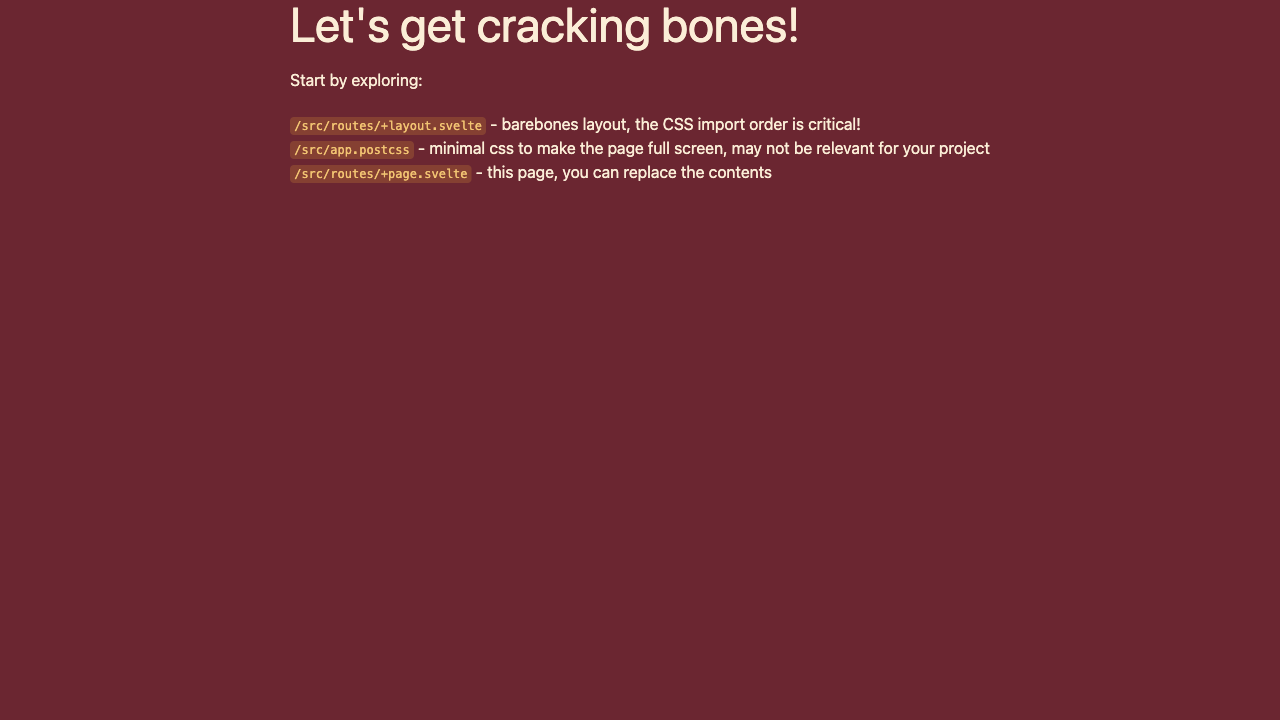 Let's get cracking bones!
Start by exploring:
/src/routes/+layout.svelte - barebones layout, the CSS import order is critical!
/src/app.postcss - minimal css to make the page full screen, may not be relevant for your project
/src/routes/+page.svelte - this page, you can replace the contents